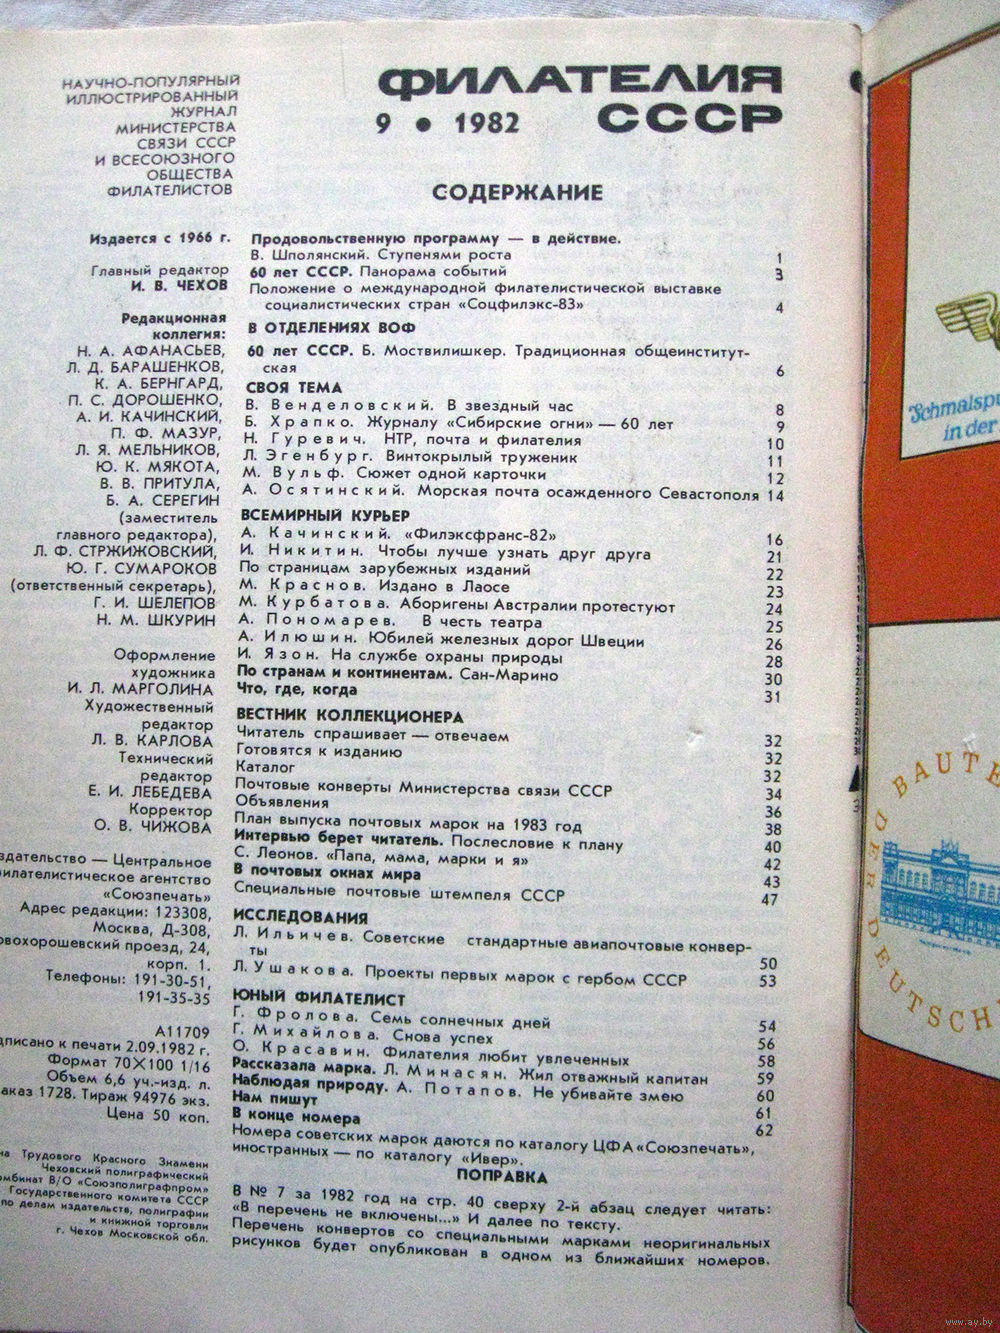 НАУЧНО-ПОПУЛЯРНЫЙ
ИЛЛЮСТРИРОВАННЫЙ
ЖУРНАЛ
МИНИСТЕРСТВА
СВЯЗИ СССР
И ВСЕСОЮЗНОГО
ОБЩЕСТВА
ФИЛАТЕЛИСТОВ
ФИЛАТЕЛИЯ
9 • 1982 СССР
Издается с 1966 г.
Главный редактор
И. В. ЧЕХОВ
Редакционная
коллегия:
Н. А. АФАНАСЬЕВ,
Л. Д. БАРАШЕНКОВ,
К. А. БЕРНГАРД,
П. С. ДОРОШЕНКО,
А. И. КАЧИНСКИЙ,
П. Ф. МАЗУР,
Л. Я. МЕЛЬНИКОВ,
Ю. К. МЯКОТА,
В. В. ПРИТУЛА,
Б. А. СЕРЕГИН
(заместитель
главного редактора),
Л. Ф. СТРЖИЖОВСКИЙ,
Ю. Г. СУМАРОКОВ
(ответственный секретарь),
Г. И. ШЕЛЕПОВ
Н. М. ШКУРИН
Оформление
художника
И. Л. МАРГОЛИНА
Художественный
редактор
Л. В. КАРЛОВА
Технический
редактор
Е. И. ЛЕБЕДЕВА
Корректор
О. В. ЧИЖОВА
здательство — Центральное
илателистическое агентство
«Союзпечать»
Адрес редакции: 123308,
Москва, Д-308,
овохорошевский проезд, 24,
корп. 1.
Телефоны: 191-30-51,
191-35-35
А11709
дписано к печати 2.09.1982 г.
Формат 70×100 1/16
Объем 6,6 уч.-изд. л.
аказ 1728. Тираж 94976 экз.
Цена 50 коп.
на Трудового Красного Знамени
Чеховский полиграфический
омбинат В/О «Союзполиграфпром»
Государственного комитета СССР
по делам издательств, полиграфии
и книжной торговли
г. Чехов Московской обл.
СОДЕРЖАНИЕ
Продовольственную программу — в действие.
В. Шполянский. Ступенями роста 1
60 лет СССР. Панорама событий 3
Положение о международной филателистической выставке
социалистических стран «Соцфилэкс-83» 4
В ОТДЕЛЕНИЯХ ВОФ
60 лет СССР. Б. Моствилишкер. Традиционная общеинститут-
ская 6
СВОЯ ТЕМА
В. Венделовский. В звездный час 8
Б. Храпко. Журналу «Сибирские огни» — 60 лет 9
Н. Гуревич. НТР, почта и филателия 10
Л. Эгенбург. Винтокрылый труженик 11
М. Вульф. Сюжет одной карточки 12
А. Осятинский. Морская почта осажденного Севастополя 14
ВСЕМИРНЫЙ КУРЬЕР
А. Качинский. «Филэксфранс-82» 16
И. Никитин. Чтобы лучше узнать друг друга 21
По страницам зарубежных изданий 22
М. Краснов. Издано в Лаосе 23
М. Курбатова. Аборигены Австралии протестуют 24
А. Пономарев. В честь театра 25
А. Илюшин. Юбилей железных дорог Швеции 26
И. Язон. На службе охраны природы 28
По странам и континентам. Сан-Марино 30
Что, где, когда 31
ВЕСТНИК КОЛЛЕКЦИОНЕРА
Читатель спрашивает — отвечаем 32
Готовятся к изданию 32
Каталог 32
Почтовые конверты Министерства связи СССР 34
Объявления 36
План выпуска почтовых марок на 1983 год 38
Интервью берет читатель. Послесловие к плану 40
С. Леонов. «Папа, мама, марки и я» 42
В почтовых окнах мира 43
Специальные почтовые штемпеля СССР 47
ИССЛЕДОВАНИЯ
Л. Ильичев. Советские стандартные авиапочтовые конвер-
ты 50
Л. Ушакова. Проекты первых марок с гербом СССР 53
ЮНЫЙ ФИЛАТЕЛИСТ
Г. Фролова. Семь солнечных дней 54
Г. Михайлова. Снова успех 56
О. Красавин. Филателия любит увлеченных 58
Рассказала марка. Л. Минасян. Жил отважный капитан 59
Наблюдая природу. А. Потапов. Не убивайте змею 60
Нам пишут 61
В конце номера 62
Номера советских марок даются по каталогу ЦФА «Союзпечать»,
иностранных — по каталогу «Ивер».
ПОПРАВКА
В № 7 за 1982 год на стр. 40 сверху 2-й абзац следует читать:
«В перечень не включены...» И далее по тексту.
Перечень конвертов со специальными марками неоригинальных
рисунков будет опубликован в одном из ближайших номеров.
Schmalspu
in der
BAUTE
DER DEUTSCH
www.ay.by